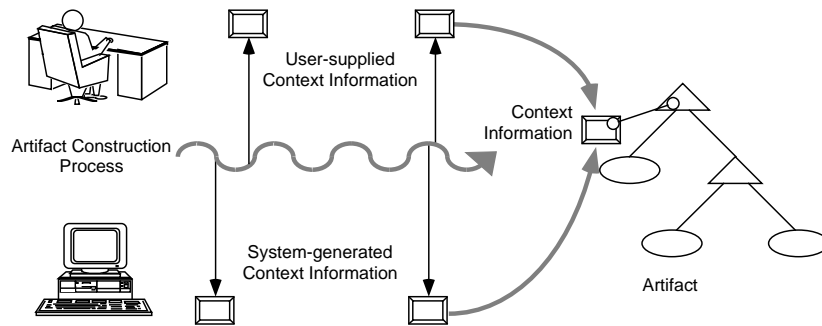 User-supplied
Context Information
Context
Information
Artifact Construction
Process
System-generated
Context Information
Artifact